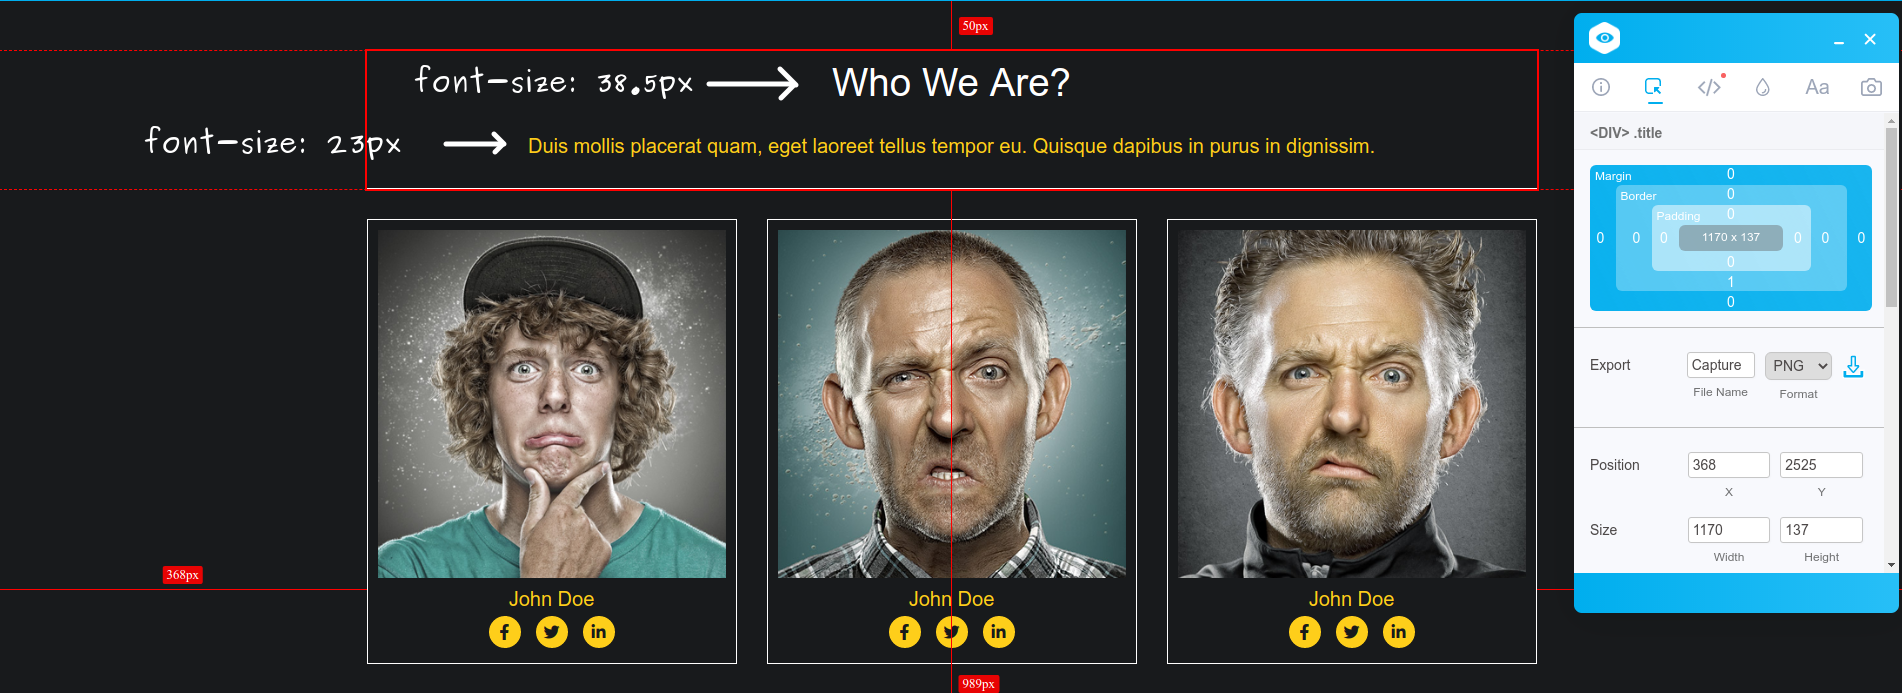 50px
font-size: 38.5px
Who We Are?
font-size: 23px
Duis mollis placerat quam, eget laoreet tellus tempor eu. Quisque dapibus in purus in dignissim.
368px
John Doe
John Doe
John Doe
989px
Aa
<DIV> .title
Margin
0
Border
0
Padding
0
0 0 0 1170 x 137 0 0 0
0
1
0
Export
Capture
PNG
File Name
Format
Position
368
2525
X
Y
Size
1170
137
Width
Height